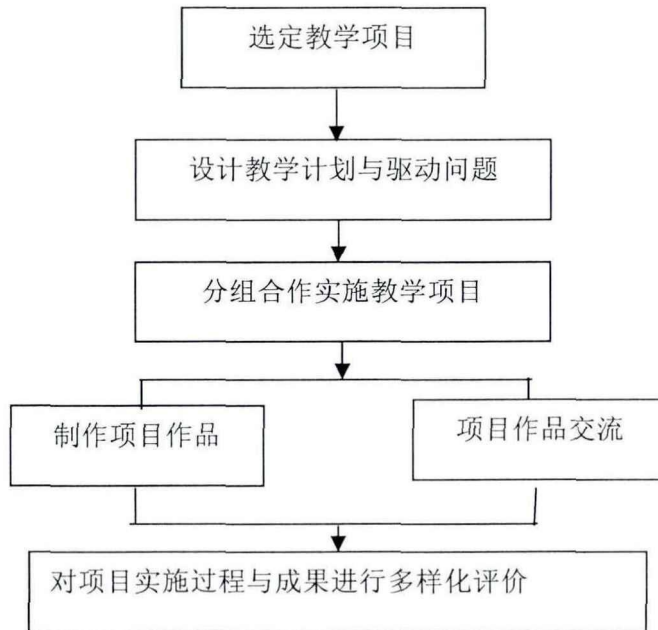 选定教学项目
设计教学计划与驱动问题
分组合作实施教学项目
制作项目作品
项目作品交流
对项目实施过程与成果进行多样化评价